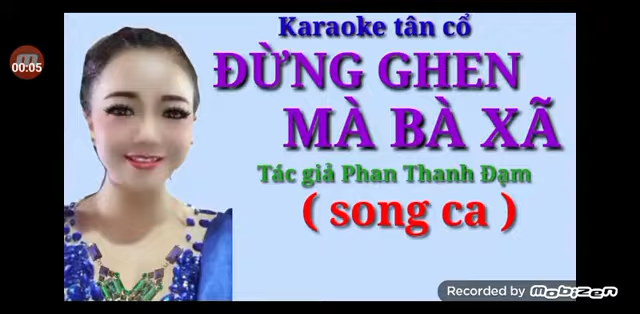 Karaoke tân cổ
00:05
ĐỪNG GHEN
MÀ BÀ XÃ
Tác giả Phan Thanh Đạm
( song ca )
Recorded by Mobizen